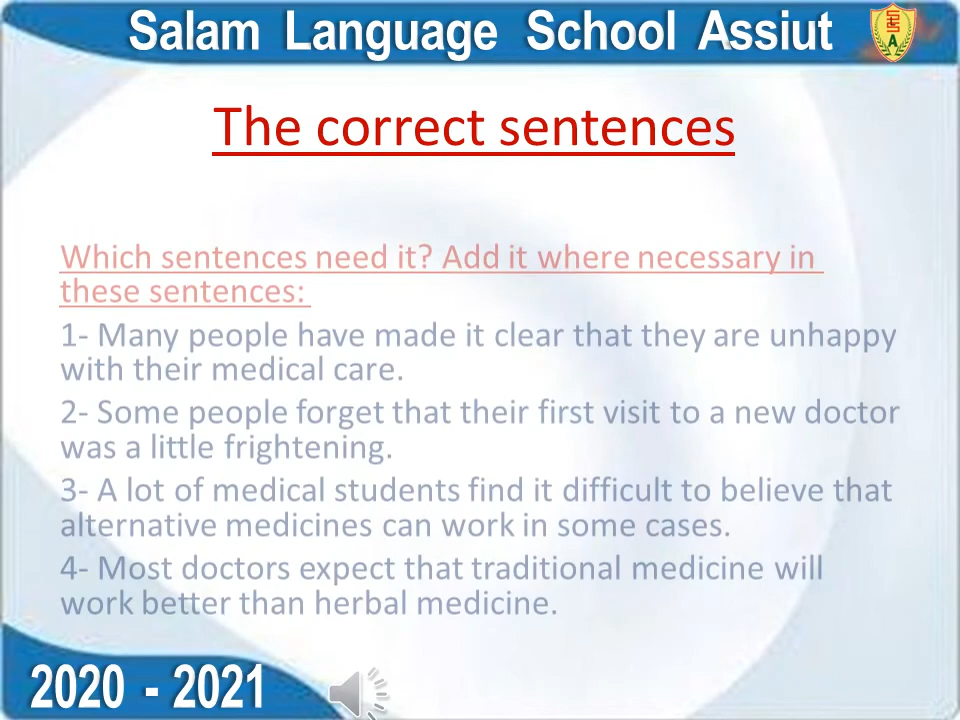 Salam Language School Assiut
The correct sentences
Which sentences need it? Add it where necessary in
these sentences:
1- Many people have made it clear that they are unhappy
with their medical care.
2- Some people forget that their first visit to a new doctor
was a little frightening.
3- A lot of medical students find it difficult to believe that
alternative medicines can work in some cases.
4- Most doctors expect that traditional medicine will
work better than herbal medicine.
2020 - 2021